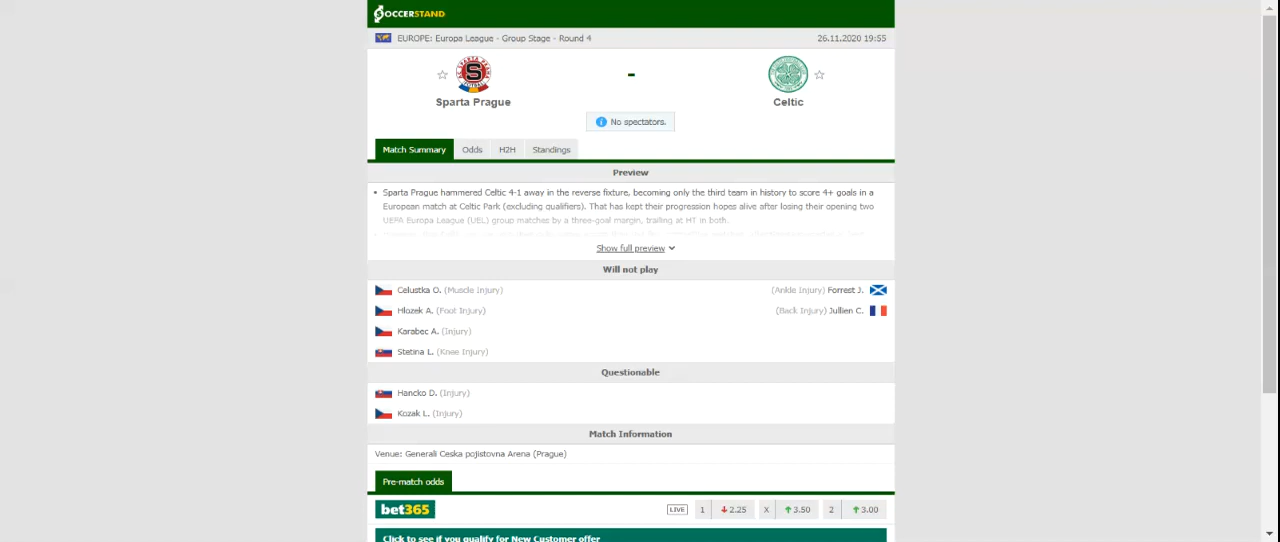 SOCCERSTAND
EUROPE: Europa League - Group Stage - Round 4
26.11.2020 19:55
-
Sparta Prague
Celtic
No spectators.
Match Summary
Odds
H2H
Standings
Preview
Sparta Prague hammered Celtic 4-1 away in the reverse fixture, becoming only the third team in history to score 4+ goals in a
European match at Celtic Park (excluding qualifiers). That has kept their progression hopes alive after losing their opening two
UEFA Europa League (UEL) group matches by a three-goal margin, trailing at HT in both.
Show full preview
Will not play
Celustka O. (Muscle Injury)
(Ankle Injury) Forrest J.
Hlozek A. (Foot Injury)
(Back Injury) Jullien C.
Karabec A. (Injury)
Stetina L. (Knee Injury)
Questionable
Hancko D. (Injury)
Kozak L. (Injury)
Match Information
Venue: Generali Ceska pojistovna Arena (Prague)
Pre-match odds
bet365
LIVE
1 2.25
X 3.50
2 3.00
Click to see if you qualify for New Customer offer